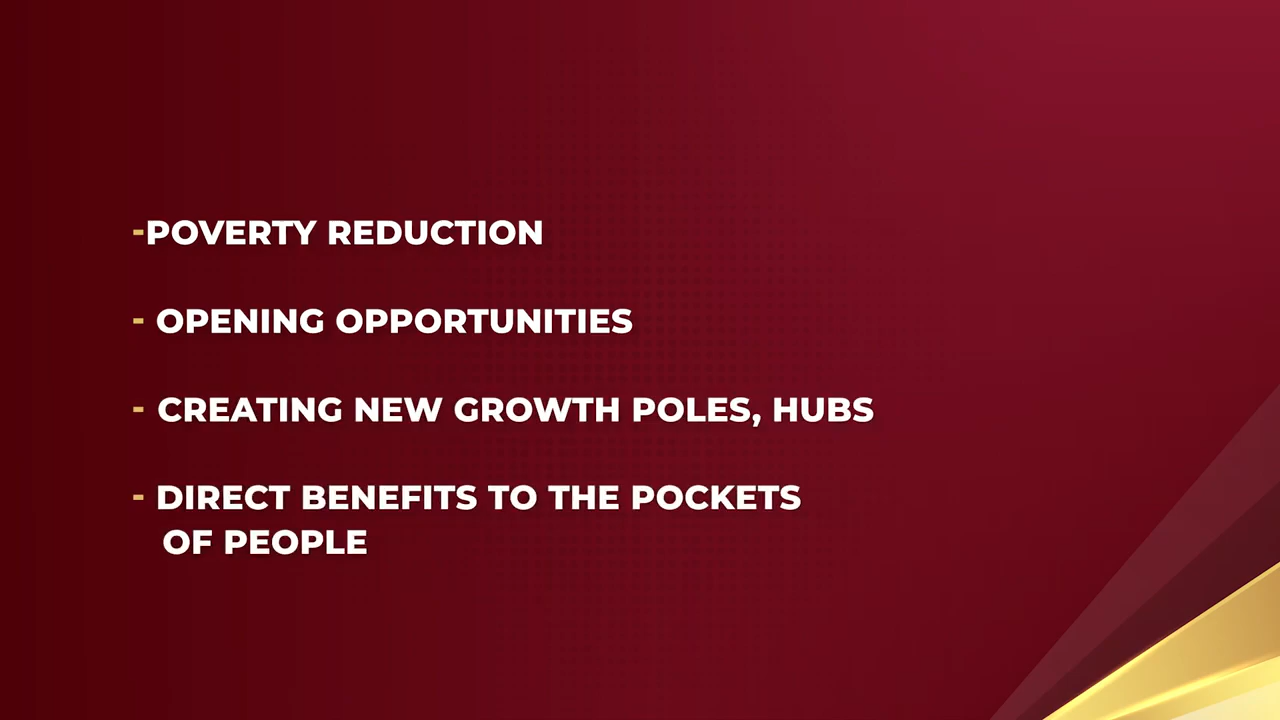 -POVERTY REDUCTION
- OPENING OPPORTUNITIES
- CREATING NEW GROWTH POLES, HUBS
- DIRECT BENEFITS TO THE POCKETS
OF PEOPLE